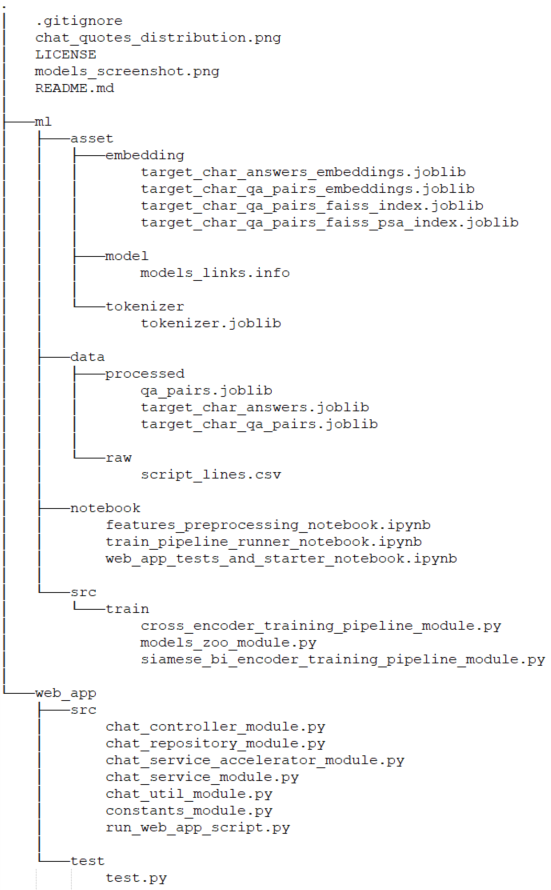 .
.gitignore
chat_quotes_distribution.png
LICENSE
models_screenshot.png
README.md
ml
asset
embedding
target_char_answers_embeddings.joblib
target_char_qa_pairs_embeddings.joblib
target_char_qa_pairs_faiss_index.joblib
target_char_qa_pairs_faiss_psa_index.joblib
model
models_links.info
tokenizer
tokenizer.joblib
data
processed
qa_pairs.joblib
target_char_answers.joblib
target_char_qa_pairs.joblib
raw
script_lines.csv
notebook
features_preprocessing_notebook.ipynb
train_pipeline_runner_notebook.ipynb
web_app_tests_and_starter_notebook.ipynb
src
train
cross_encoder_training_pipeline_module.py
models_zoo_module.py
siamese_bi_encoder_training_pipeline_module.py
web_app
src
chat_controller_module.py
chat_repository_module.py
chat_service_accelerator_module.py
chat_service_module.py
chat_util_module.py
constants_module.py
run_web_app_script.py
test
test.py